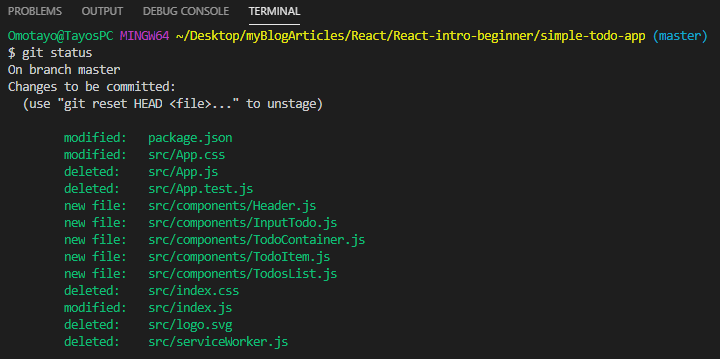 PROBLEMS OUTPUT DEBUG CONSOLE TERMINAL
Omotayo@TayosPC MINGW64 ~/Desktop/myBlogArticles/React/React-intro-beginner/simple-todo-app (master)
$ git status
On branch master
Changes to be committed:
  (use "git reset HEAD <file>..." to unstage)

        modified:   package.json
        modified:   src/App.css
        deleted:    src/App.js
        deleted:    src/App.test.js
        new file:   src/components/Header.js
        new file:   src/components/InputTodo.js
        new file:   src/components/TodoContainer.js
        new file:   src/components/TodoItem.js
        new file:   src/components/TodosList.js
        deleted:    src/index.css
        modified:   src/index.js
        deleted:    src/logo.svg
        deleted:    src/serviceWorker.js